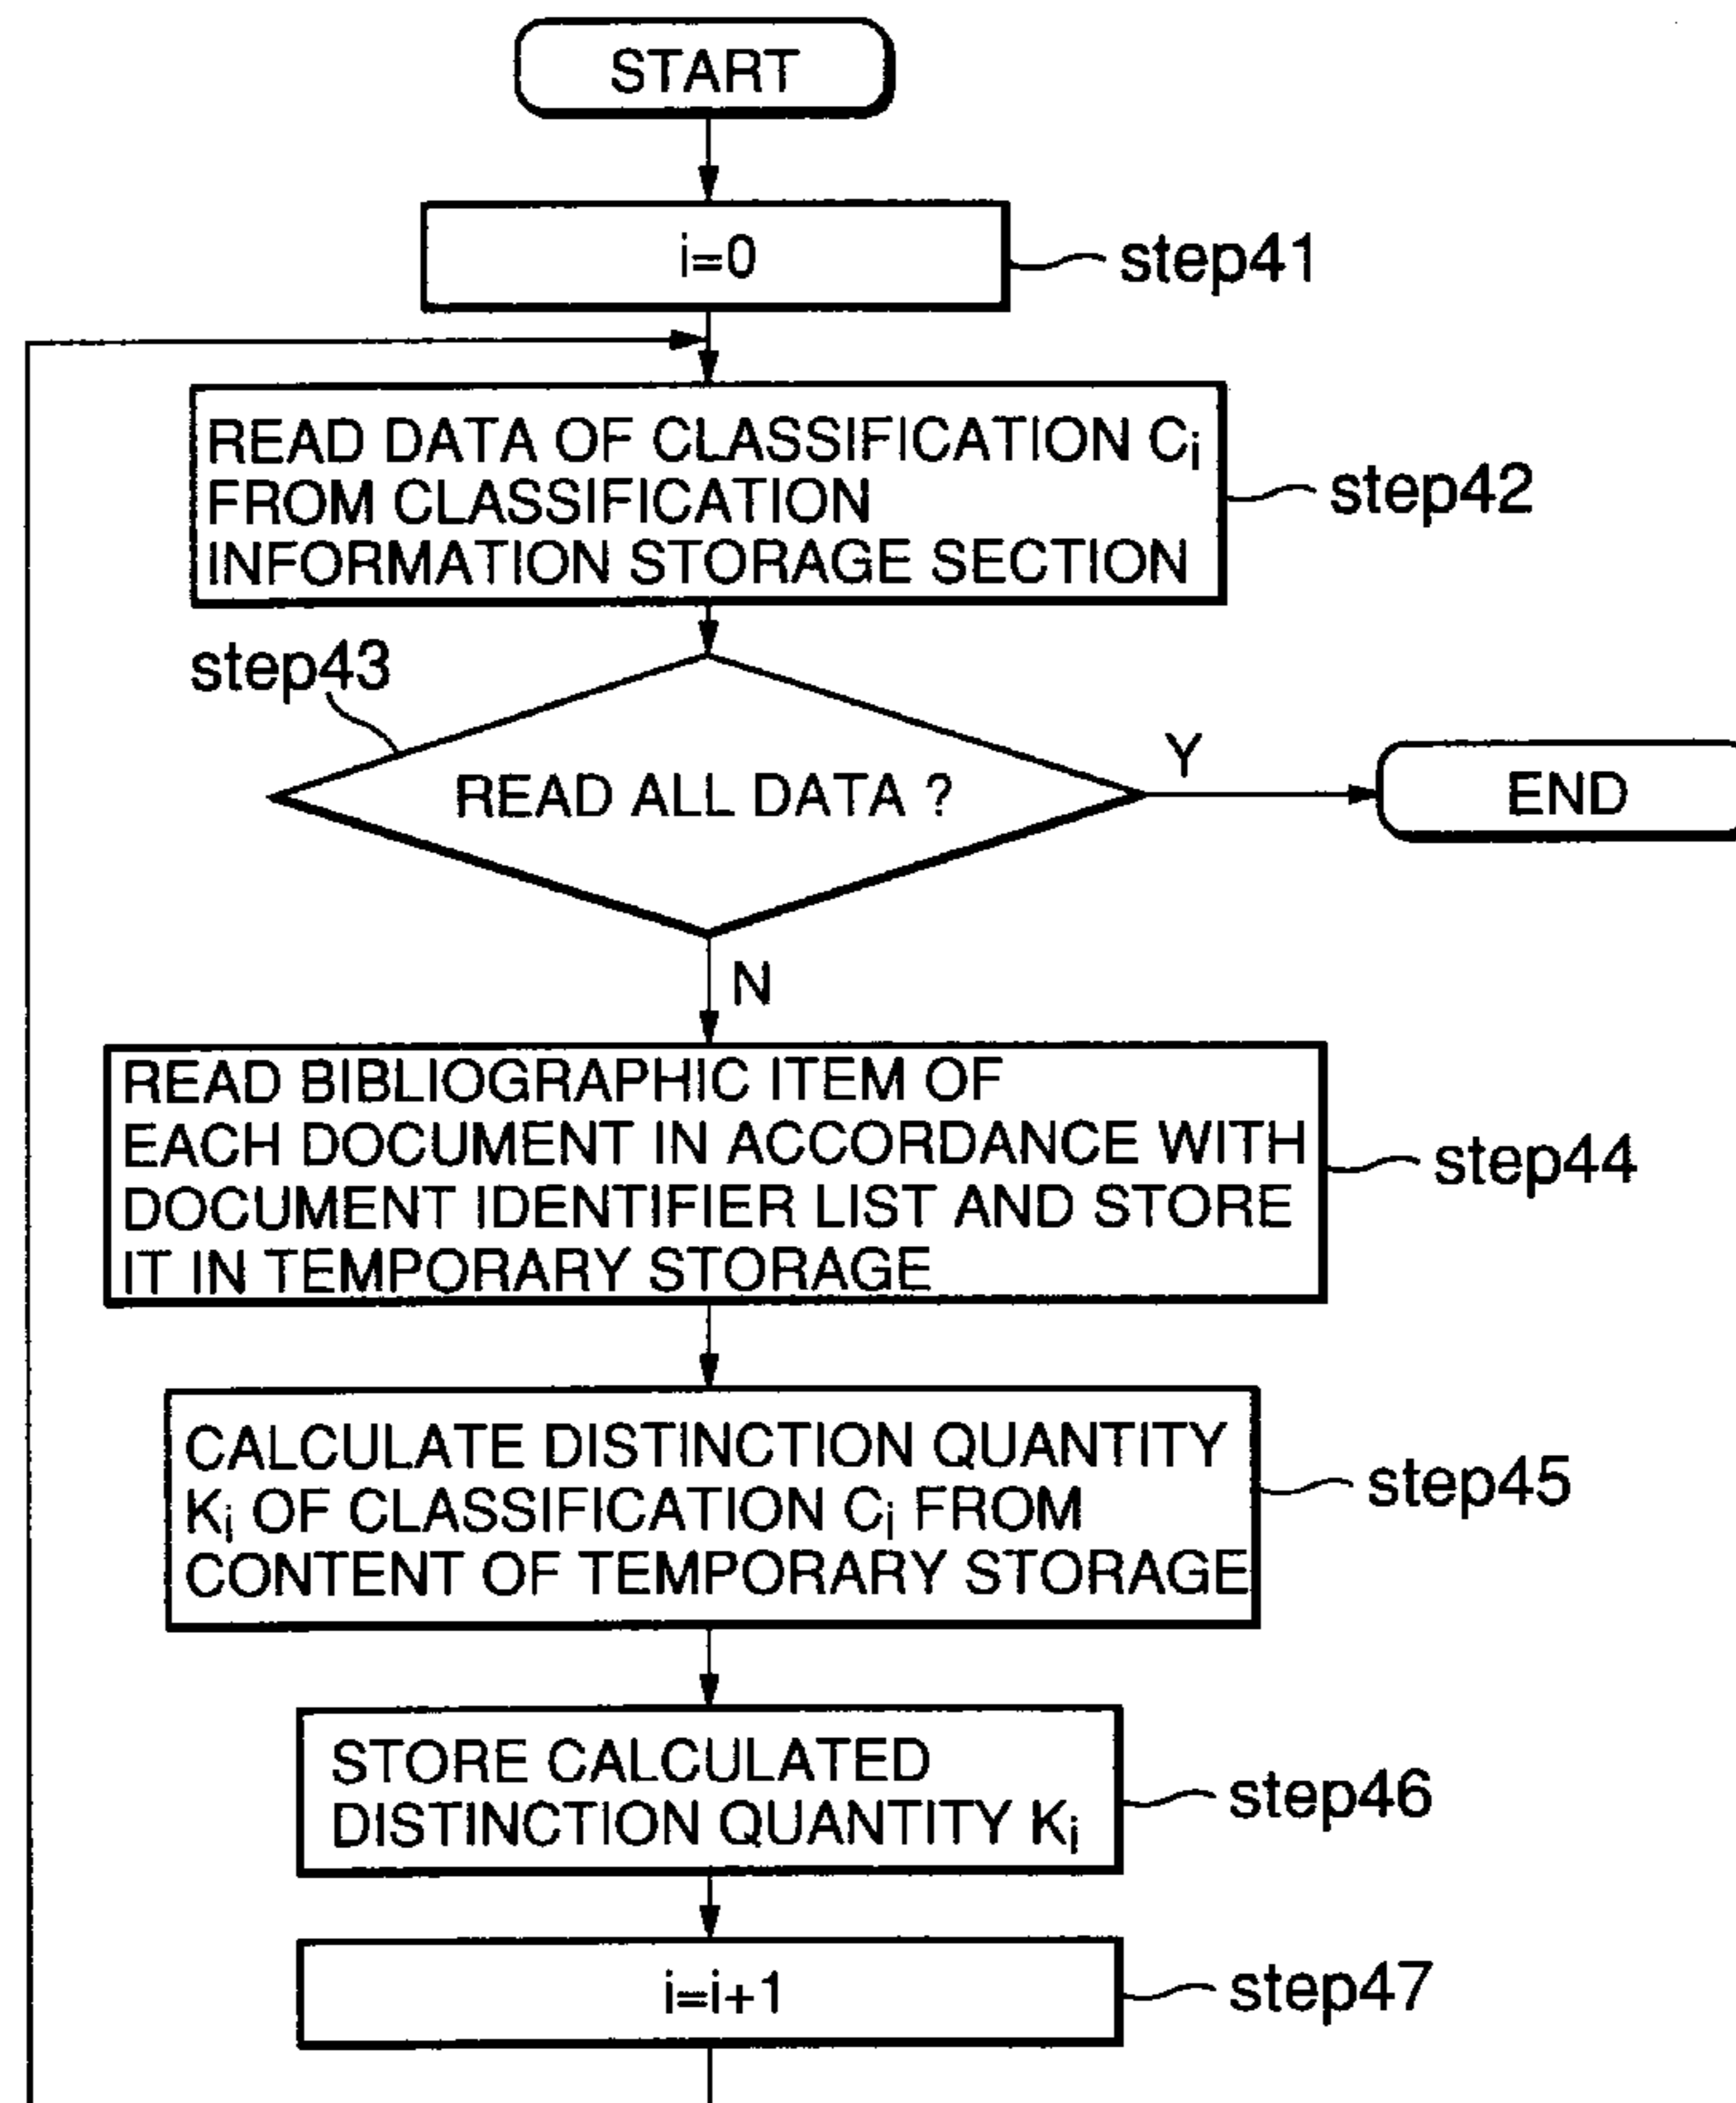 START
i=0
step41
READ DATA OF CLASSIFICATION Ci
FROM CLASSIFICATION
INFORMATION STORAGE SECTION
step42
step43
READ ALL DATA ?
Y
END
N
READ BIBLIOGRAPHIC ITEM OF
EACH DOCUMENT IN ACCORDANCE WITH
DOCUMENT IDENTIFIER LIST AND STORE
IT IN TEMPORARY STORAGE
step44
CALCULATE DISTINCTION QUANTITY
Ki OF CLASSIFICATION Ci FROM
CONTENT OF TEMPORARY STORAGE
step45
STORE CALCULATED
DISTINCTION QUANTITY Ki
step46
i=i+1
step47